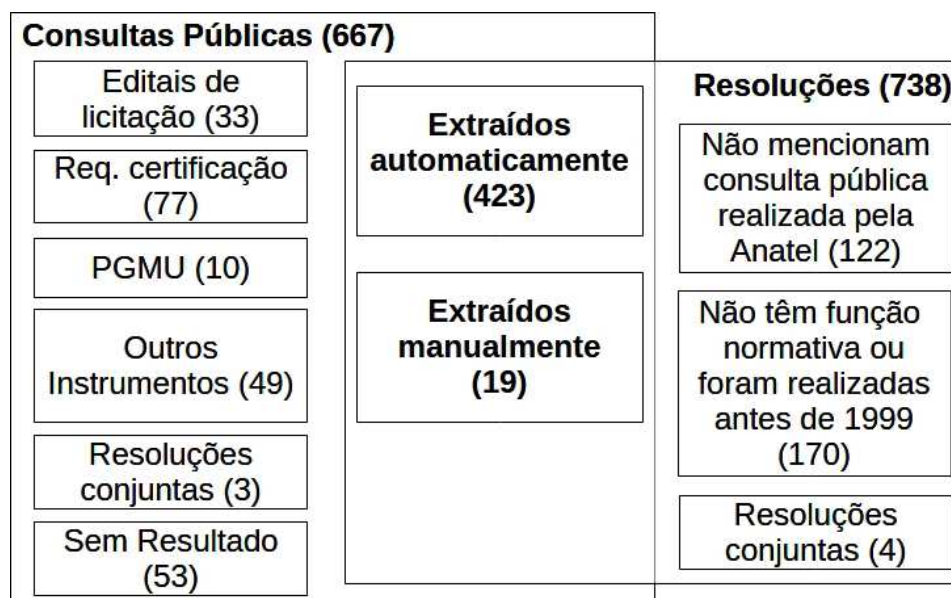 Consultas Públicas (667)
Editais de
licitação (33)
Req. certificação
(77)
PGMU (10)
Outros
Instrumentos (49)
Resoluções
conjuntas (3)
Sem Resultado
(53)
Extraídos
automaticamente
(423)
Extraídos
manualmente
(19)
Resoluções (738)
Não mencionam
consulta pública
realizada pela
Anatel (122)
Não têm função
normativa ou
foram realizadas
antes de 1999
(170)
Resoluções
conjuntas (4)